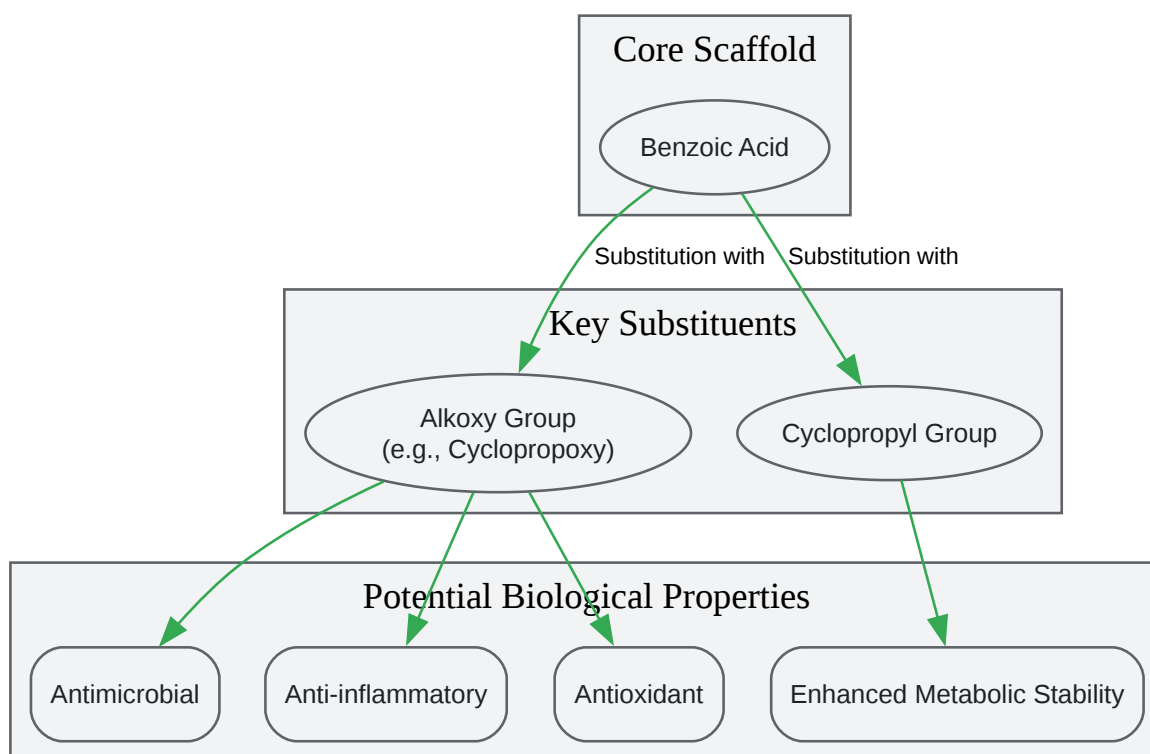 Core Scaffold
Benzoic Acid
Substitution with
Substitution with
Key Substituents
Alkoxy Group
(e.g., Cyclopropoxy)
Cyclopropyl Group
Potential Biological Properties
Antimicrobial
Anti-inflammatory
Antioxidant
Enhanced Metabolic Stability